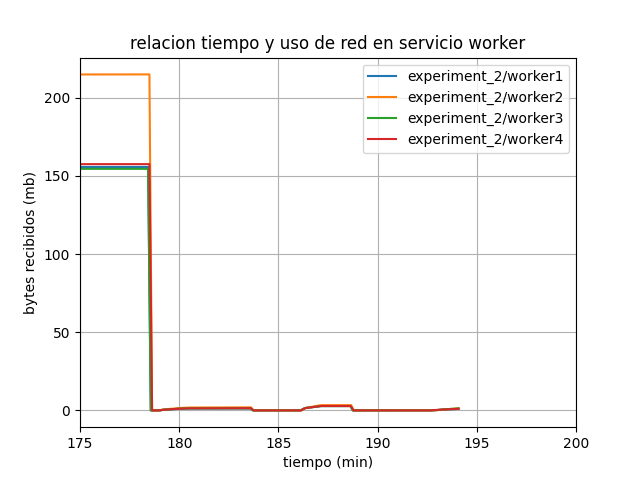 relacion tiempo y uso de red en servicio worker
experiment_2/worker1
experiment_2/worker2
experiment_2/worker3
experiment_2/worker4
bytes recibidos (mb)
200
150
100
50
0
175 180 185 190 195 200
tiempo (min)